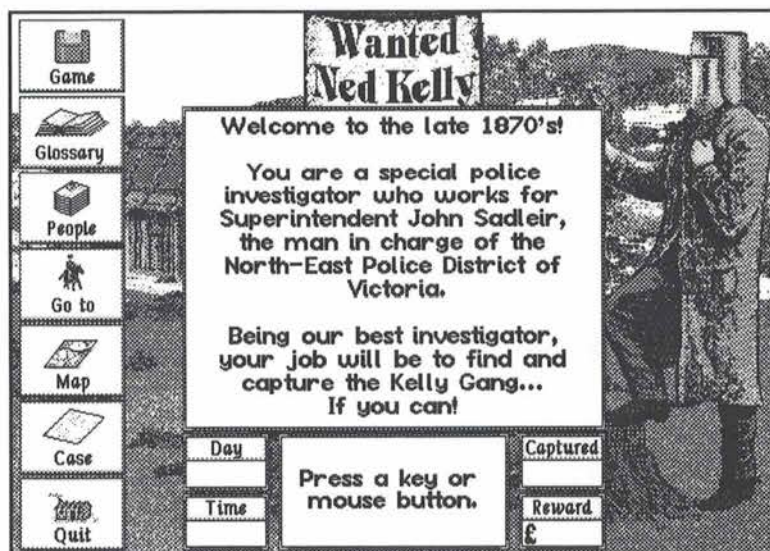 Game
Glossary
People
Go to
Map
Case
Quit
Wanted
Ned Kelly
Welcome to the late 1870's!
You are a special police
investigator who works for
Superintendent John Sadleir,
the man in charge of the
North-East Police District of
Victoria.
Being our best investigator,
your job will be to find and
capture the Kelly Gang...
If you can!
Day
Time
Press a key or
mouse button.
Captured
Reward
£